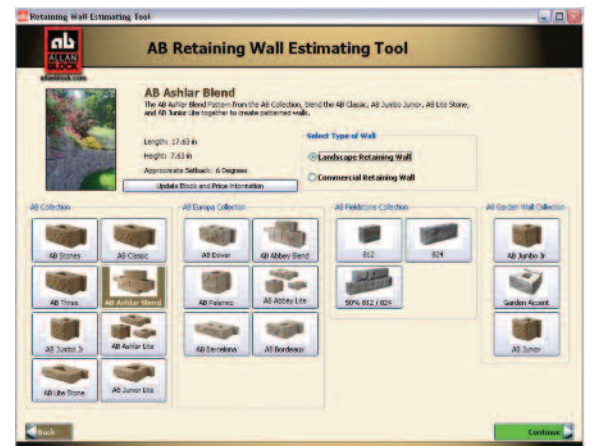 Retaining Wall Estimating Tool
ab
ALLAN
BLOCK
allanblock.com
AB Retaining Wall Estimating Tool
AB Ashlar Blend
The AB Ashlar Blend Pattern from the AB Collection, blend the AB Classic, AB Jumbo Junior, AB Lite Stone,
and AB Junior Lite together to create patterned walls.
Length: 17.63 in
Height: 7.63 in
Approximate Setback: 6 Degrees
Update Block and Price Information
Select Type of Wall
Landscape Retaining Wall
Commercial Retaining Wall
AB Collection
AB Stones
AB Classic
AB Three
AB Ashlar Blend
AB Jumbo Jr
AB Ashlar Lite
AB Lite Stone
AB Junior Lite
AB Europa Collection
AB Dover
AB Abbey Blend
AB Palermo
AB Abbey Lite
AB Barcelona
AB Bordeaux
AB Fieldstone Collection
812
824
50% 812 / 824
AB Garden Wall Collection
AB Jumbo Jr
Garden Accent
AB Junior
Back
Continue